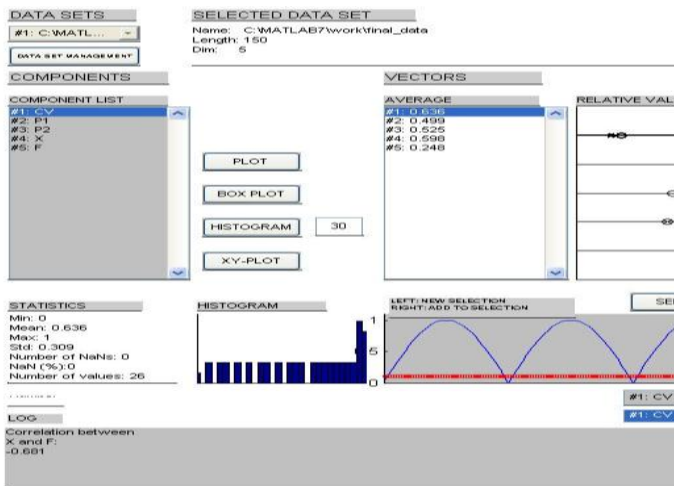 DATA SETS
#1: C:\MATL...
DATA SET MANAGEMENT
SELECTED DATA SET
Name: C:\MATLAB7\work\final_data
Length: 150
Dim: 5
COMPONENTS
COMPONENT LIST
#1: CV
#2: P1
#3: P2
#4: X
#5: F
PLOT
BOX PLOT
HISTOGRAM
30
XY-PLOT
VECTORS
AVERAGE
#1: 0.636
#2: 0.499
#3: 0.525
#4: 0.598
#5: 0.248
RELATIVE VAL
STATISTICS
Min: 0
Mean: 0.636
Max: 1
Std: 0.309
Number of NaNs: 0
NaN (%):0
Number of values: 26
HISTOGRAM
1
5
0
LEFT: NEW SELECTION
RIGHT: ADD TO SELECTION
SE
#1: CV
#1: CV
LOG
Correlation between
X and F:
-0.681